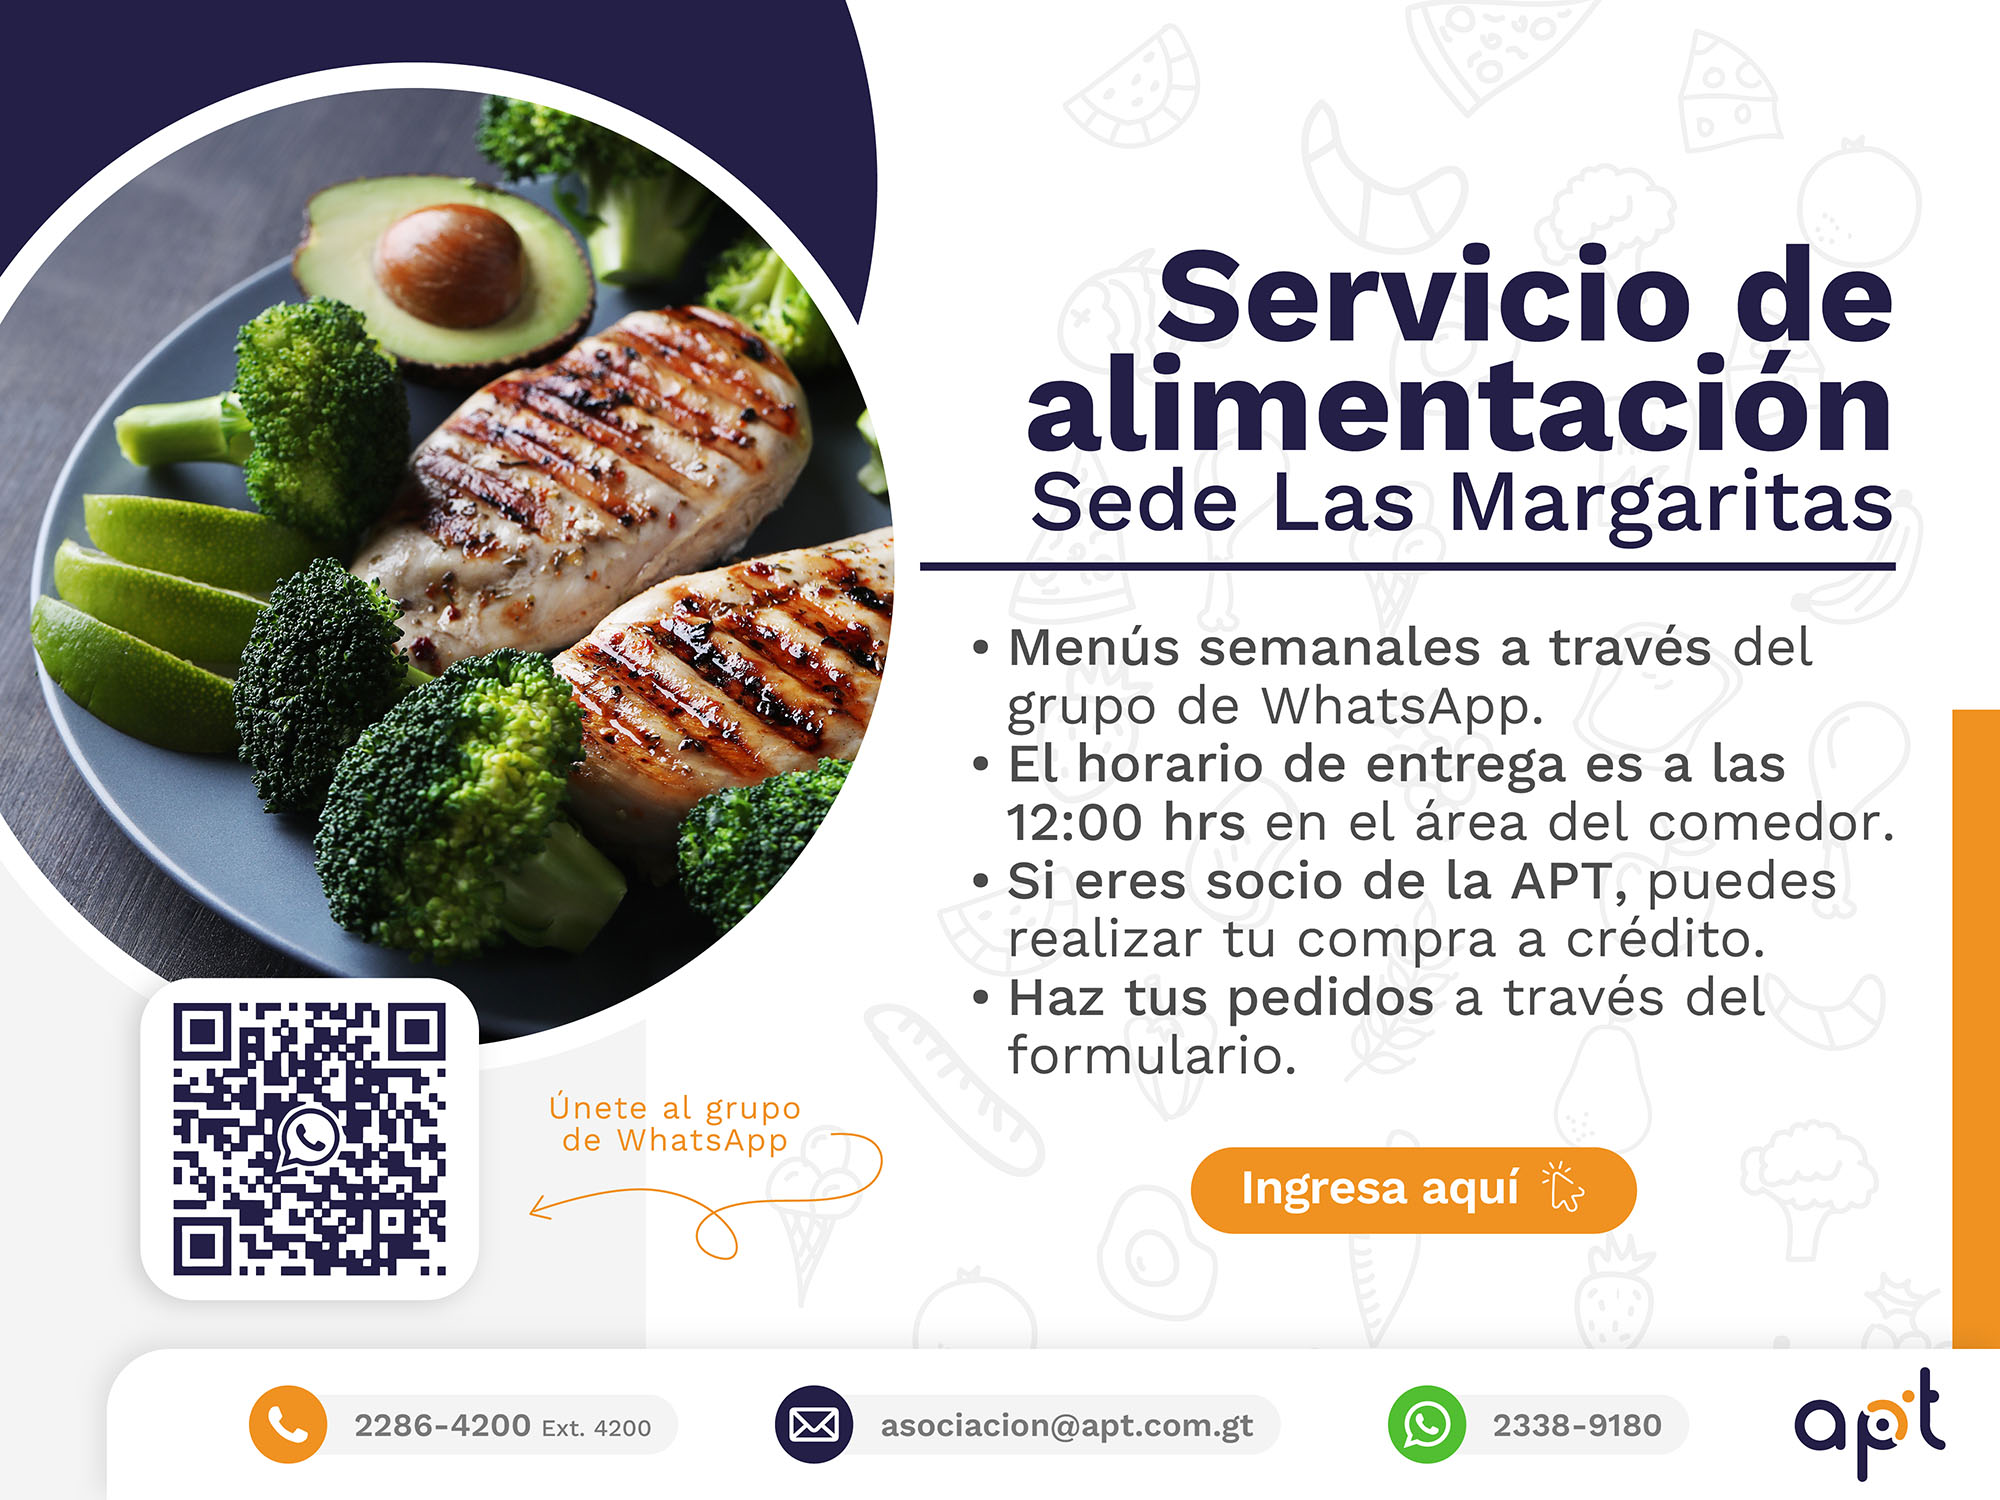 Servicio de
alimentación
Sede Las Margaritas
• Menús semanales a través del
grupo de WhatsApp.
• El horario de entrega es a las
12:00 hrs en el área del comedor.
• Si eres socio de la APT, puedes
realizar tu compra a crédito.
• Haz tus pedidos a través del
formulario.
Únete al grupo
de WhatsApp
Ingresa aquí
2286-4200 Ext. 4200
asociacion@apt.com.gt
2338-9180
apt